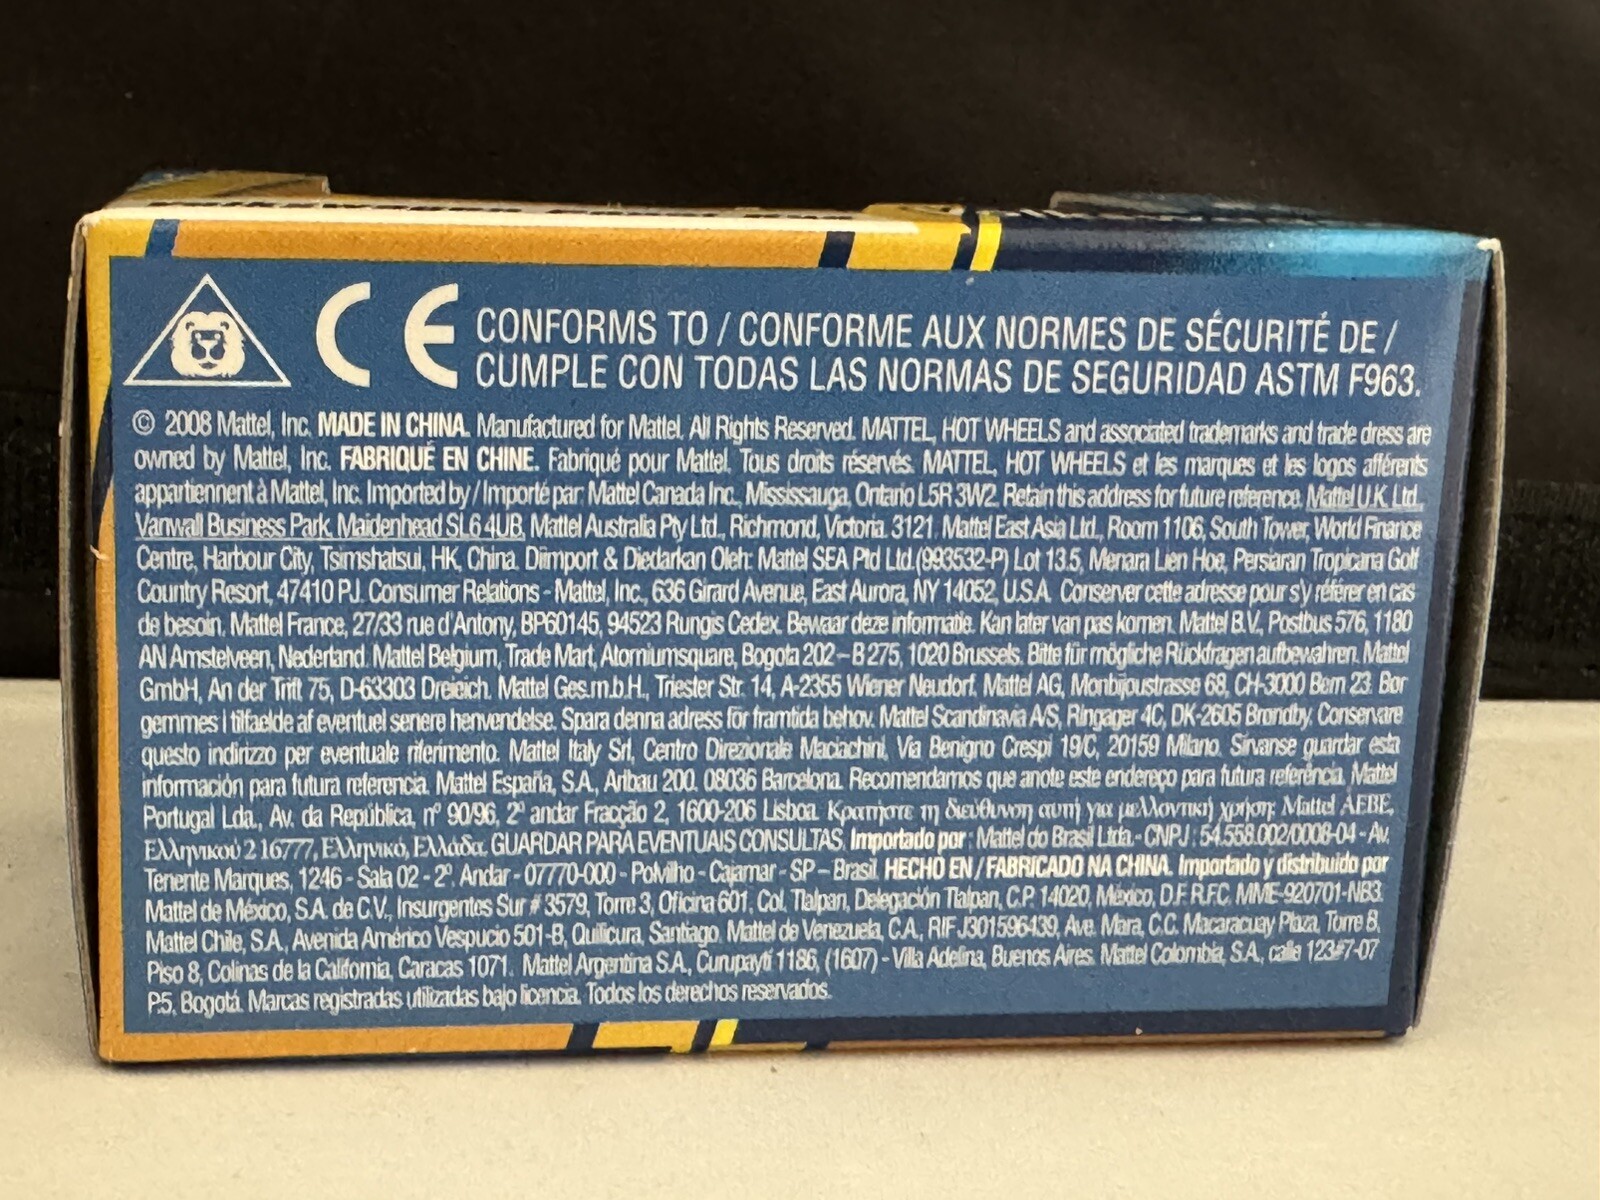 CE CONFORMS TO / CONFORME AUX NORMES DE SÉCURITÉ DE /
CUMPLE CON TODAS LAS NORMAS DE SEGURIDAD ASTM F963.
© 2008 Mattel, Inc. MADE IN CHINA. Manufactured for Mattel. All Rights Reserved. MATTEL, HOT WHEELS and associated trademarks and trade dress are
owned by Mattel, Inc. FABRIQUÉ EN CHINE. Fabriqué pour Mattel. Tous droits réservés. MATTEL, HOT WHEELS et les marques et les logos afférents
appartiennent à Mattel, Inc. Imported by / Importé par: Mattel Canada Inc., Mississauga, Ontario L5R 3W2. Retain this address for future reference. Mattel U.K. Ltd.
Vanwall Business Park, Maidenhead SL6 4UB. Mattel Australia Pty Ltd., Richmond, Victoria. 3121. Mattel East Asia Ltd., Room 1106, South Tower, World Finance
Centre, Harbour City, Tsimshatsui, HK, China. Diimport & Diedarkan Oleh: Mattel SEA Ptd Ltd.(993532-P) Lot 13.5, Menara Lien Hoe, Persiaran Tropicana Golf
Country Resort, 47410 PJ. Consumer Relations - Mattel, Inc., 636 Girard Avenue, East Aurora, NY 14052, U.S.A. Conserver cette adresse pour s'y référer en cas
de besoin. Mattel France, 27/33 rue d'Antony, BP60145, 94523 Rungis Cedex. Bewaar deze informatie. Kan later van pas komen. Mattel B.V., Postbus 576, 1180
AN Amstelveen, Nederland. Mattel Belgium, Trade Mart, Atomiumsquare, Bogota 202 – B 275, 1020 Brussels. Bitte für mögliche Rückfragen aufbewahren. Mattel
GmbH, An der Trift 75, D-63303 Dreieich. Mattel Ges.m.b.H., Triester Str. 14, A-2355 Wiener Neudorf. Mattel AG, Monbijoustrasse 68, CH-3000 Bern 23. Bør
gemmes i tilfælde af eventuel senere henvendelse. Spara denna adress för framtida behov. Mattel Scandinavia A/S, Ringager 4C, DK-2605 Brøndby. Conservare
questo indirizzo per eventuale riferimento. Mattel Italy Srl, Centro Direzionale Maciachini, Via Benigno Crespi 19/C, 20159 Milano. Sírvanse guardar esta
información para futura referencia. Mattel España, S.A., Aribau 200. 08036 Barcelona. Recomendamos que anote este endereço para futura referência. Mattel
Portugal Lda., Av. da República, nº 90/96, 2º andar Fracção 2, 1600-206 Lisboa. Κρατήστε τη διεύθυνση αυτή για μελλοντική χρήση: Mattel AEBE,
Ελληνικού 2 16777, Ελληνικό, Ελλάδα. GUARDAR PARA EVENTUAIS CONSULTAS. Importado por : Mattel do Brasil Ltda. - CNPJ : 54.558.002/0008-04 - Av.
Tenente Marques, 1246 - Sala 02 - 2º. Andar - 07770-000 - Polvilho - Cajamar - SP – Brasil. HECHO EN / FABRICADO NA CHINA. Importado y distribuido por
Mattel de México, S.A. de C.V., Insurgentes Sur # 3579, Torre 3, Oficina 601, Col. Tlalpan, Delegación Tlalpan, C.P. 14020, México, D.F. R.F.C. MME-920701-NB3.
Mattel Chile, S.A., Avenida Américo Vespucio 501-B, Quilicura, Santiago. Mattel de Venezuela, C.A., RIF J301596439, Ave. Mara, C.C. Macaracuay Plaza, Torre B,
Piso 8, Colinas de la California, Caracas 1071. Mattel Argentina S.A., Curupaytí 1186, (1607) - Villa Adelina, Buenos Aires. Mattel Colombia, S.A., calle 123#7-07
P.5, Bogotá. Marcas registradas utilizadas bajo licencia. Todos los derechos reservados.